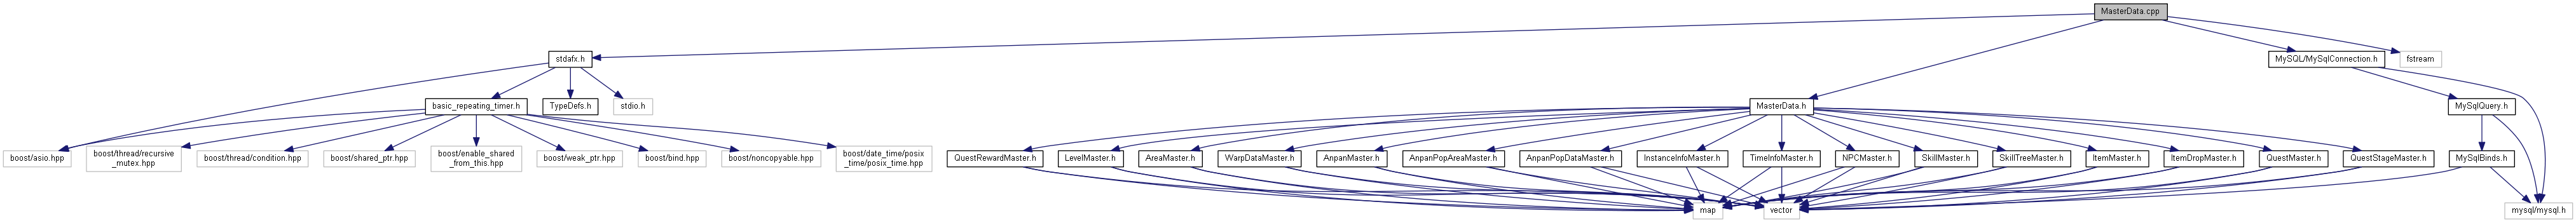 MasterData.cpp
stdafx.h
MySQL/MySqlConnection.h
fstream
basic_repeating_timer.h
TypeDefs.h
stdio.h
MasterData.h
MySqlQuery.h
boost/asio.hpp
boost/thread/recursive
_mutex.hpp
boost/thread/condition.hpp
boost/shared_ptr.hpp
boost/enable_shared
_from_this.hpp
boost/weak_ptr.hpp
boost/bind.hpp
boost/noncopyable.hpp
boost/date_time/posix
_time/posix_time.hpp
QuestRewardMaster.h
LevelMaster.h
AreaMaster.h
WarpDataMaster.h
AnpanMaster.h
AnpanPopAreaMaster.h
AnpanPopDataMaster.h
InstanceInfoMaster.h
TimeInfoMaster.h
NPCMaster.h
SkillMaster.h
SkillTreeMaster.h
ItemMaster.h
ItemDropMaster.h
QuestMaster.h
QuestStageMaster.h
MySqlBinds.h
map
vector
mysql/mysql.h